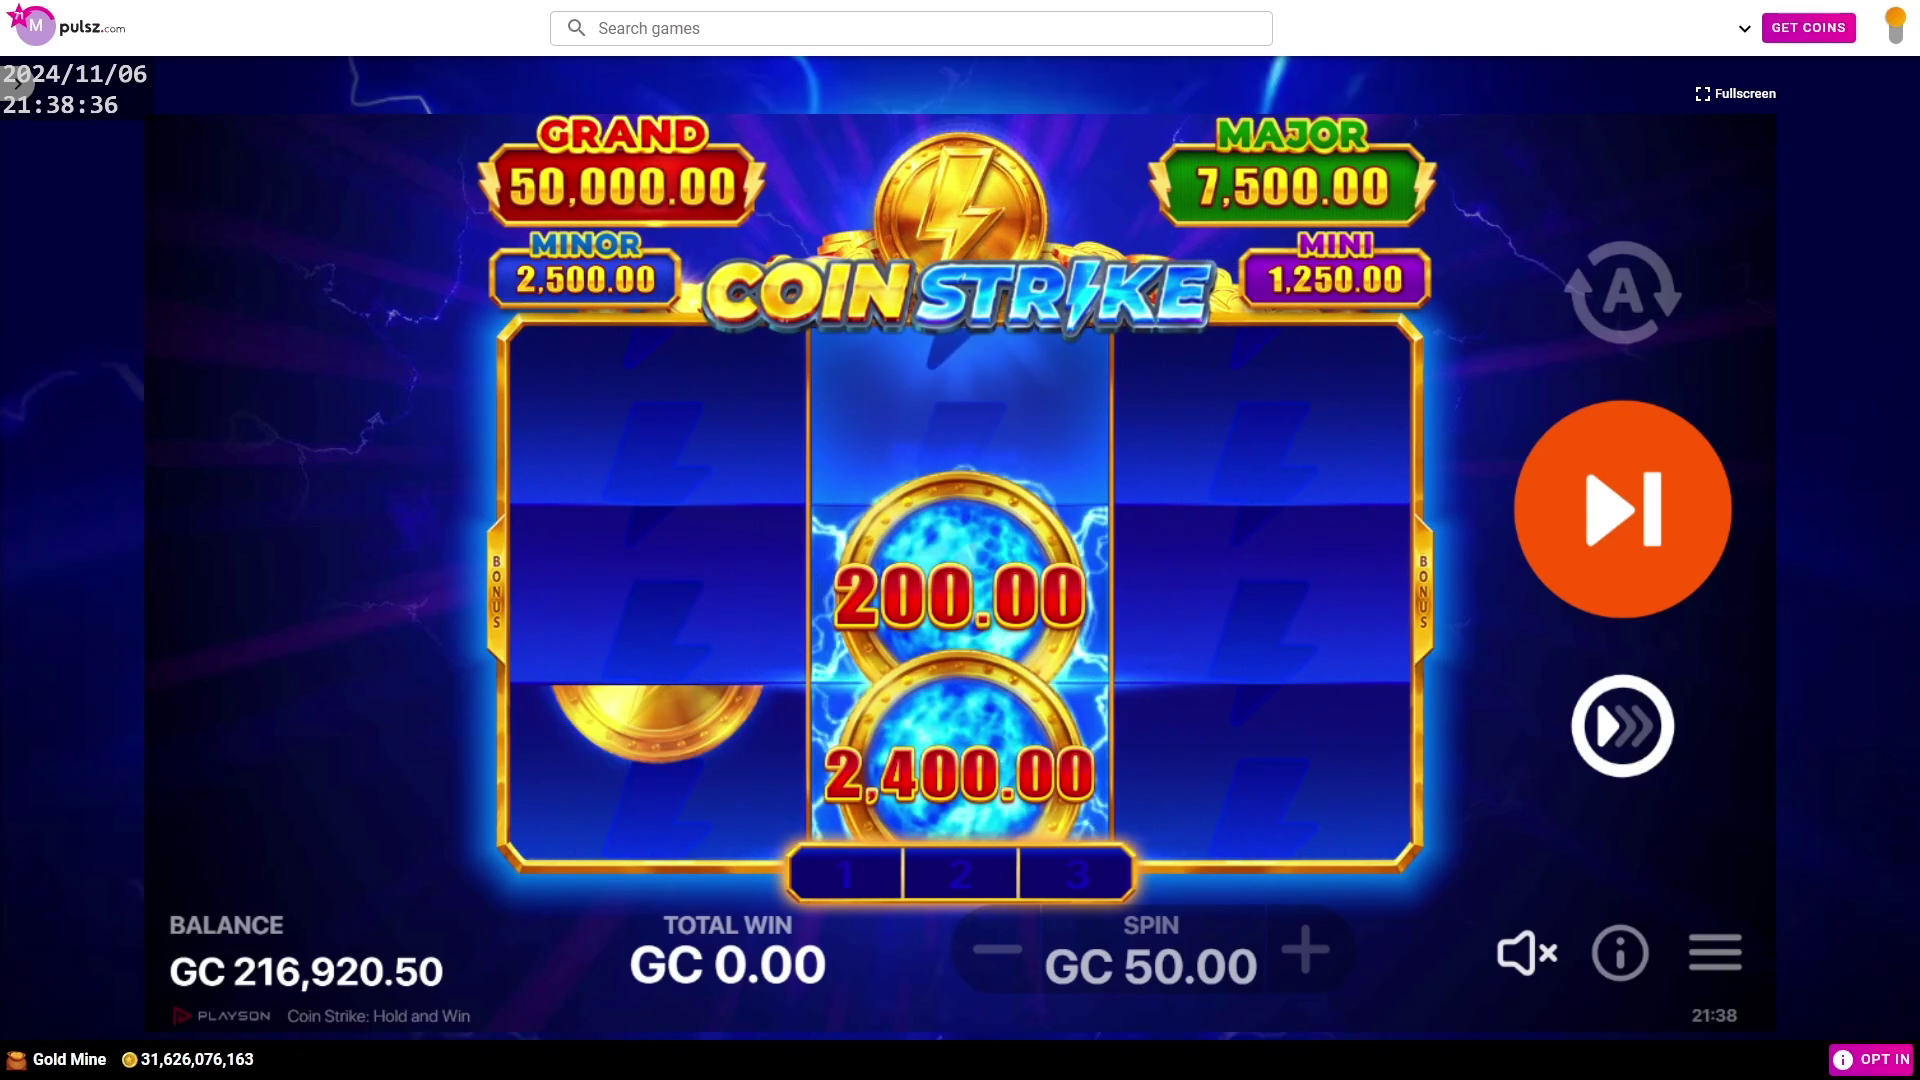 M pulsz.com
Search games
GET COINS
2024/11/06
21:38:36
Fullscreen
GRAND
50,000.00
MAJOR
7,500.00
MINOR
2,500.00
MINI
1,250.00
COIN STRIKE
A
BONUS
BONUS
200.00
2,400.00
1 2 3
BALANCE
GC 216,920.50
TOTAL WIN
GC 0.00
SPIN
GC 50.00
PLAYSON Coin Strike: Hold and Win
21:38
Gold Mine 31,626,076,163
OPT IN